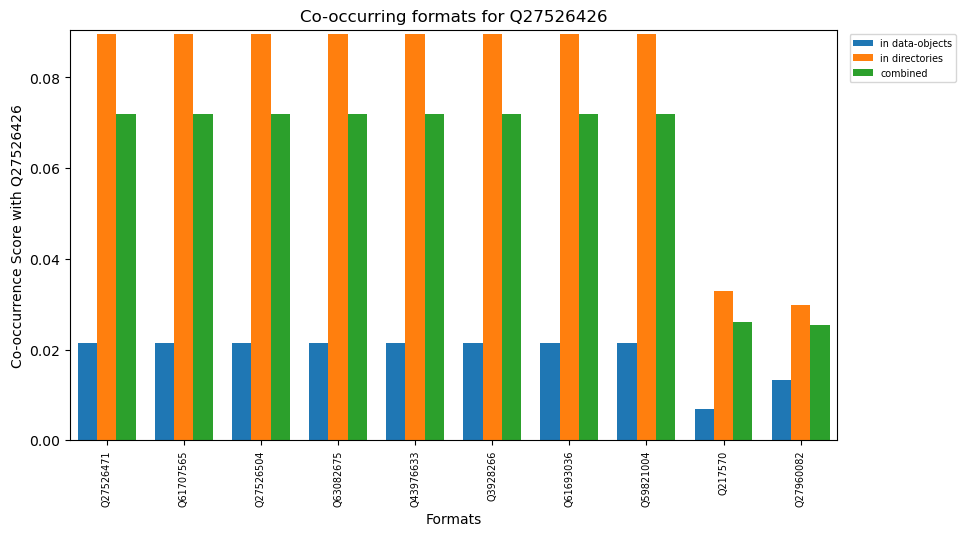 Co-occurring formats for Q27526426
in data-objects
in directories
combined
Co-occurrence Score with Q27526426
0.08
0.06
0.04
0.02
0.00
Q27526471
Q61707565
Q27526504
Q63082675
Q43976633
Q3928266
Q61693036
Q59821004
Q217570
Q27960082
Formats